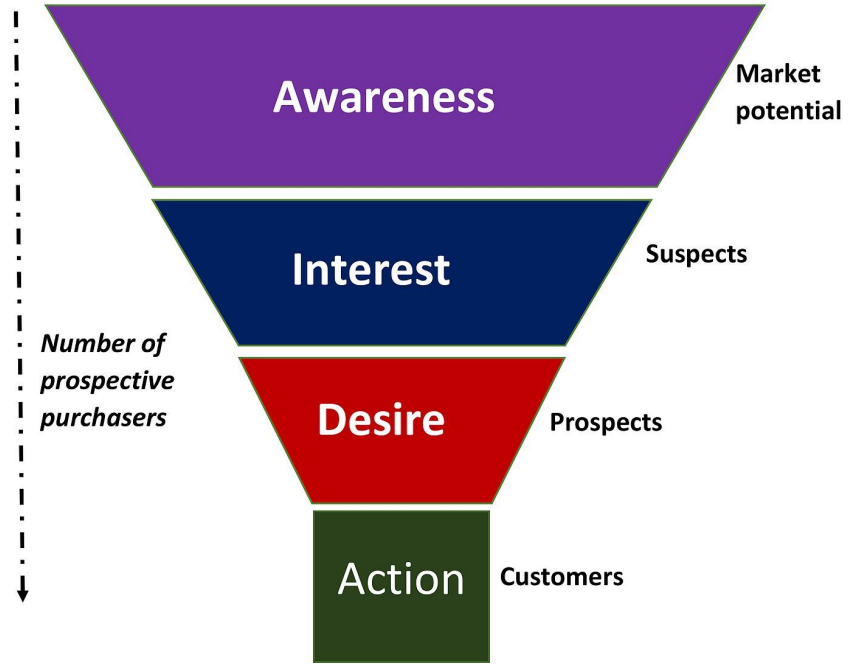 Awareness
Market
potential
Interest
Suspects
Number of
prospective
purchasers
Desire
Prospects
Action
Customers